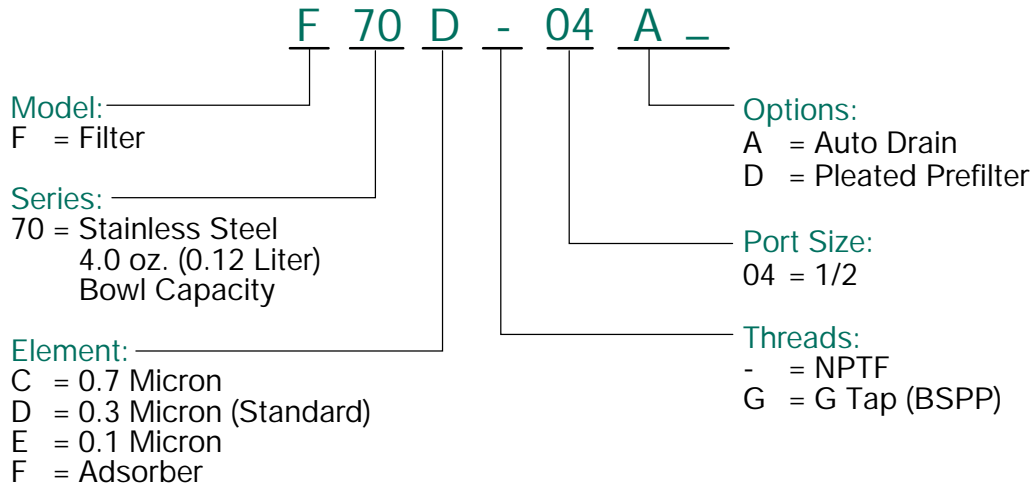 F 70 D - 04 A _
Model:
F = Filter
Series:
70 = Stainless Steel
4.0 oz. (0.12 Liter)
Bowl Capacity
Element:
C = 0.7 Micron
D = 0.3 Micron (Standard)
E = 0.1 Micron
F = Adsorber
Options:
A = Auto Drain
D = Pleated Prefilter
Port Size:
04 = 1/2
Threads:
- = NPTF
G = G Tap (BSPP)